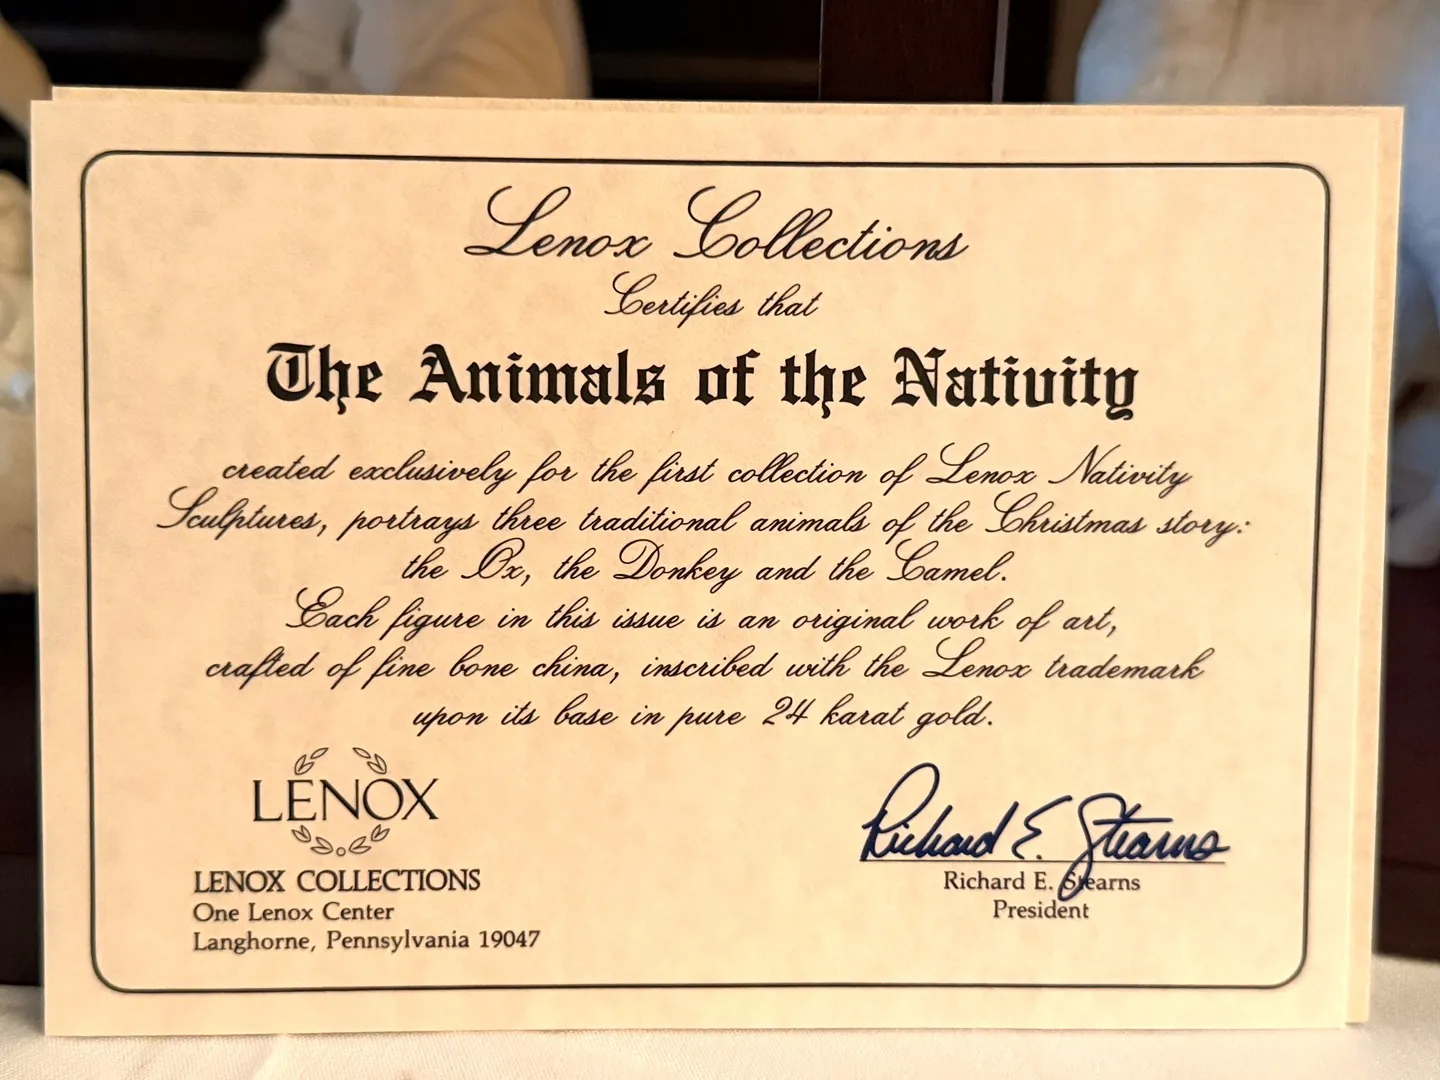 Lenox Collections
Certifies that
The Animals of the Nativity
created exclusively for the first collection of Lenox Nativity
Sculptures, portrays three traditional animals of the Christmas story:
the Ox, the Donkey and the Camel.
Each figure in this issue is an original work of art,
crafted of fine bone china, inscribed with the Lenox trademark
upon its base in pure 24 karat gold.
LENOX
LENOX COLLECTIONS
One Lenox Center
Langhorne, Pennsylvania 19047
Richard E. Stearns
Richard E. Stearns
President